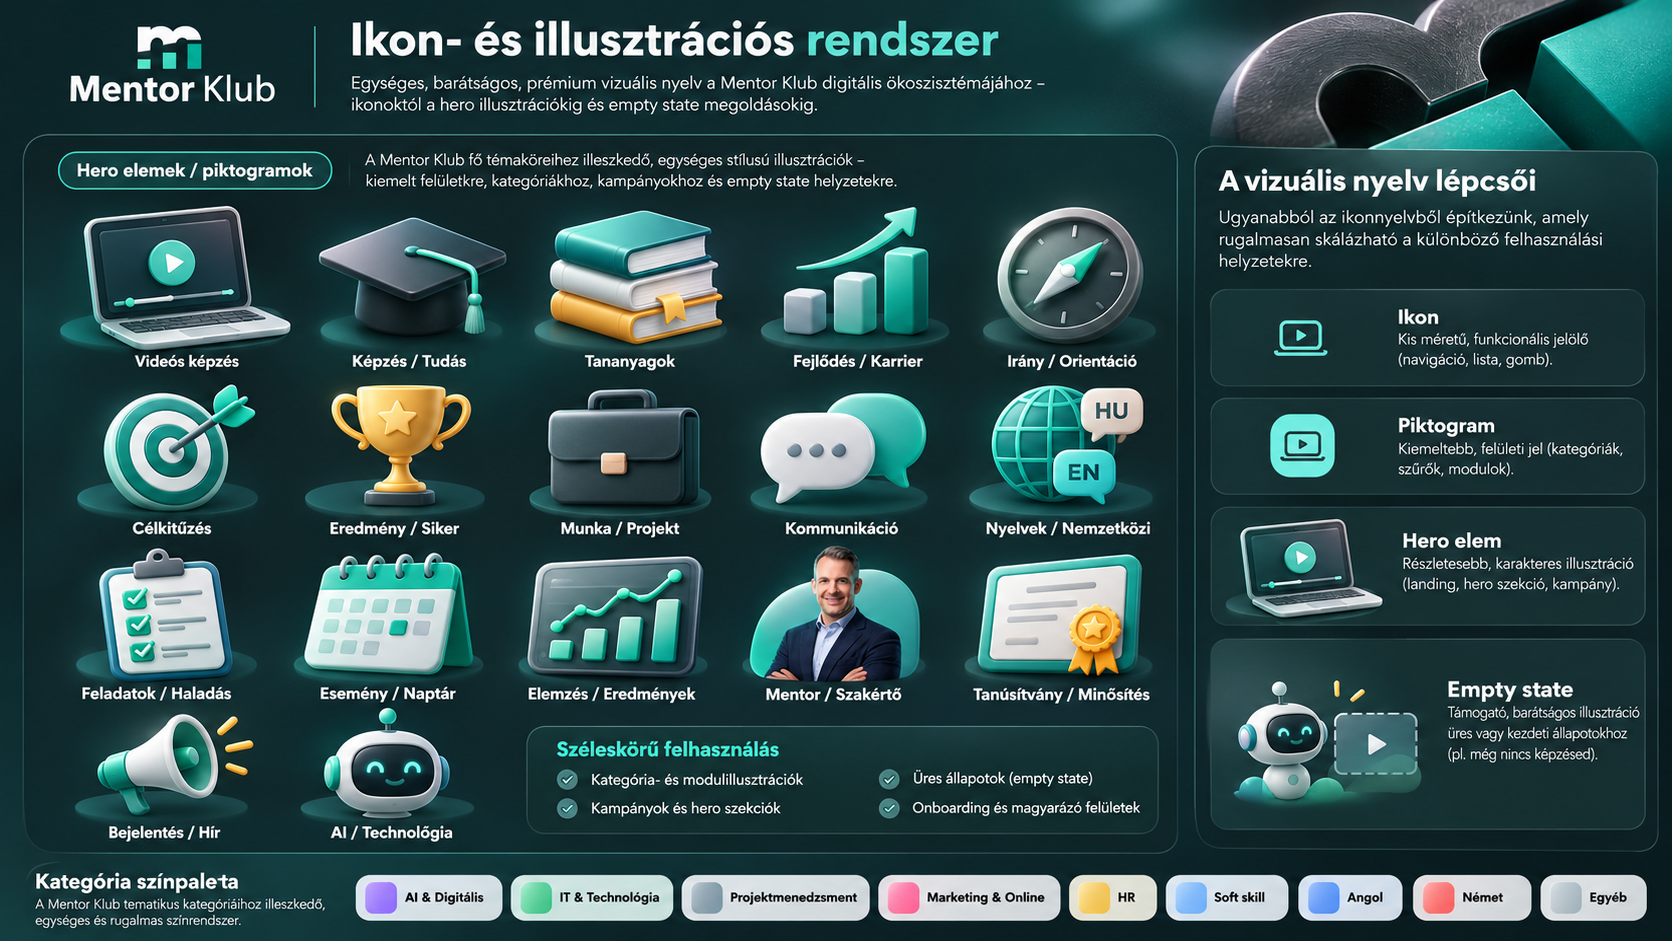 m
Mentor Klub
Ikon- és illusztrációs rendszer
Egységes, barátságos, prémium vizuális nyelv a Mentor Klub digitális ökoszisztémájához –
ikonoktól a hero illusztrációkig és empty state megoldásokig.
Hero elemek / piktogramok
A Mentor Klub fő témaköreihez illeszkedő, egységes stílusú illusztrációk –
kiemelt felületkre, kategóriákhoz, kampányokhoz és empty state helyzetekre.
Videós képzés
Képzés / Tudás
Tananyagok
Fejlődés / Karrier
Irány / Orientáció
HU
EN
Célkitűzés
Eredmény / Siker
Munka / Projekt
Kommunikáció
Nyelvek / Nemzetközi
Feladatok / Haladás
Esemény / Naptár
Elemzés / Eredmények
Mentor / Szakértő
Tanúsítvány / Minősítés
Bejelentés / Hír
AI / Technológia
Széleskörű felhasználás
Kategória- és modulillusztrációk
Üres állapotok (empty state)
Kampányok és hero szekciók
Onboarding és magyarázó felületek
A vizuális nyelv lépcsői
Ugyanabból az ikonnyelvből építkezünk, amely
rugalmasan skálázható a különböző felhasználási
helyzetekre.
Ikon
Kis méretű, funkcionális jelölő
(navigáció, lista, gomb).
Piktogram
Kiemeltebb, felületi jel (kategóriák,
szűrők, modulok).
Hero elem
Részletesebb, karakteres illusztráció
(landing, hero szekció, kampány).
Empty state
Támogató, barátságos illusztráció
üres vagy kezdeti állapotokhoz
(pl. még nincs képzésed).
Kategória színpaleta
A Mentor Klub tematikus kategóriáihoz illeszkedő,
egységes és rugalmas színrendszer.
AI & Digitális
IT & Technológia
Projektmenedzsment
Marketing & Online
HR
Soft skill
Angol
Német
Egyéb